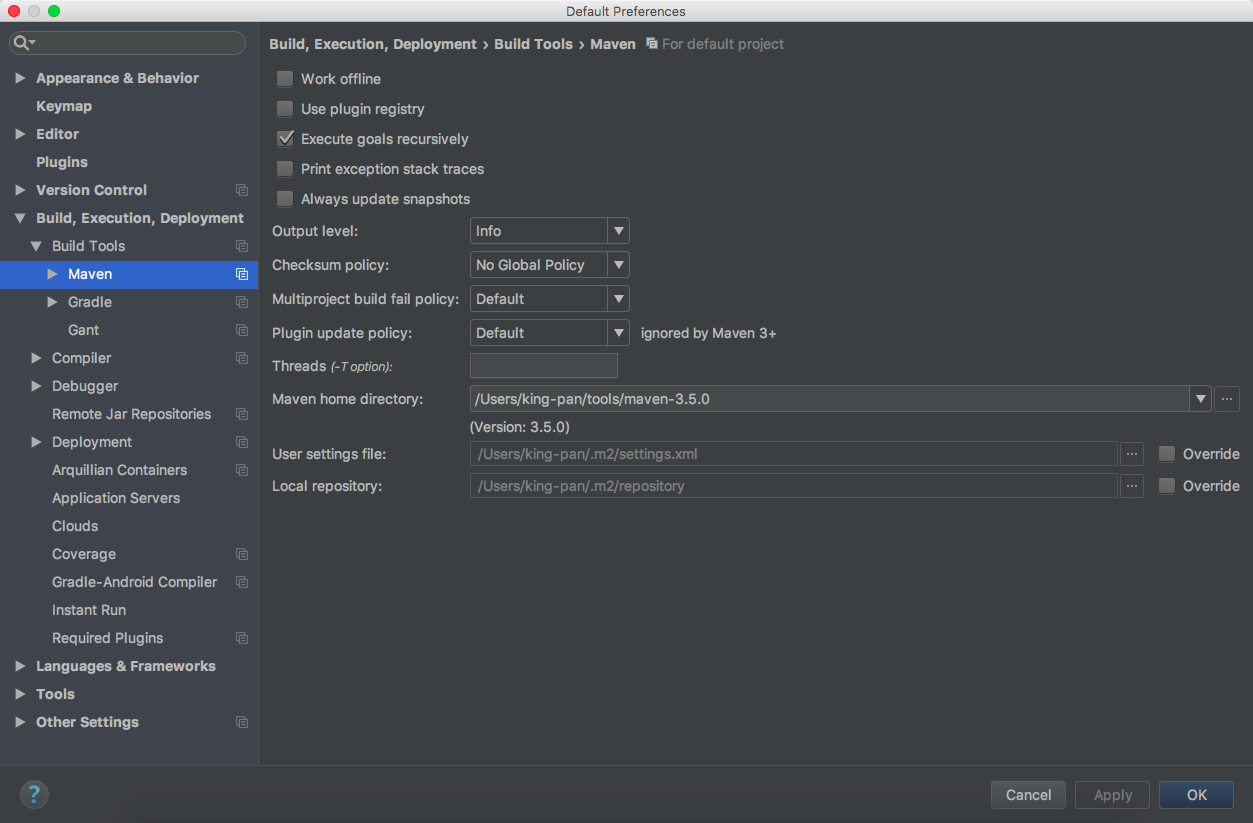 Default Preferences
Appearance & Behavior
Keymap
Editor
Plugins
Version Control
Build, Execution, Deployment
Build Tools
Maven
Gradle
Gant
Compiler
Debugger
Remote Jar Repositories
Deployment
Arquillian Containers
Application Servers
Clouds
Coverage
Gradle-Android Compiler
Instant Run
Required Plugins
Languages & Frameworks
Tools
Other Settings
Build, Execution, Deployment › Build Tools › Maven For default project
Work offline
Use plugin registry
Execute goals recursively
Print exception stack traces
Always update snapshots
Output level: Info
Checksum policy: No Global Policy
Multiproject build fail policy: Default
Plugin update policy: Default ignored by Maven 3+
Threads (-T option):
Maven home directory: /Users/king-pan/tools/maven-3.5.0 ...
(Version: 3.5.0)
User settings file: /Users/king-pan/.m2/settings.xml ... Override
Local repository: /Users/king-pan/.m2/repository ... Override
? Cancel Apply OK